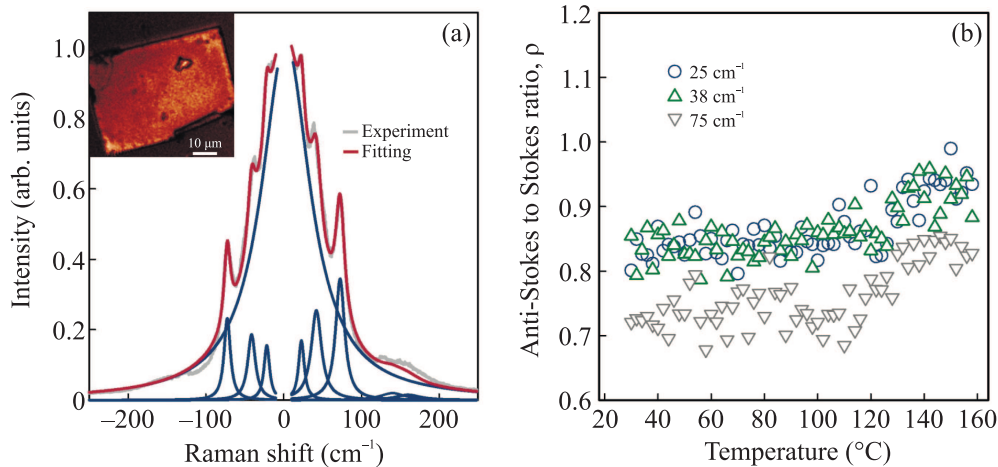 (a)
1.0
0.8
0.6
0.4
0.2
0
Intensity (arb. units)
10 μm
Experiment
Fitting
−200 −100 0 100 200
Raman shift (cm⁻¹)
(b)
1.2
1.1
1.0
0.9
0.8
0.7
0.6
Anti-Stokes to Stokes ratio, ρ
25 cm⁻¹
38 cm⁻¹
75 cm⁻¹
20 40 60 80 100 120 140 160
Temperature (°C)